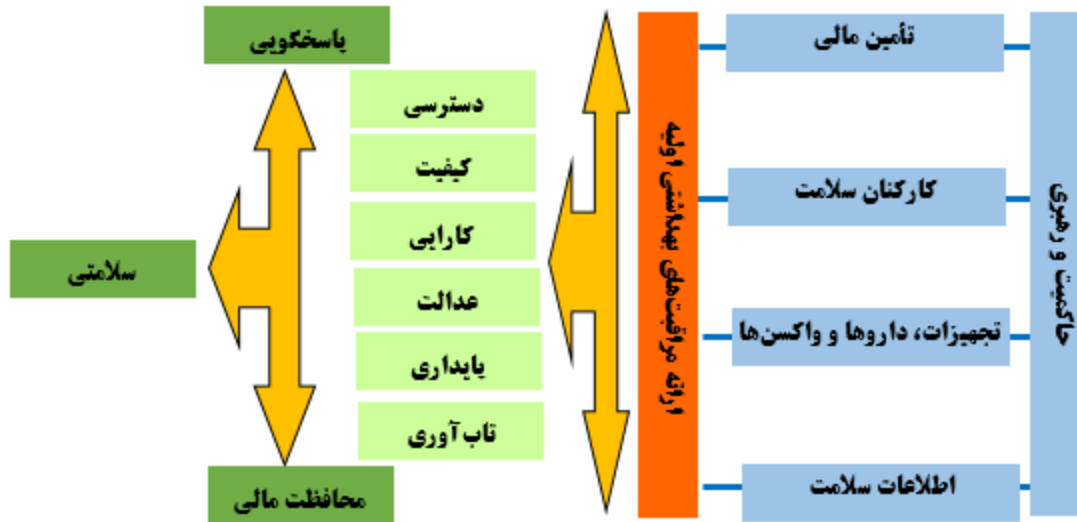 حاکمیت و رهبری
تأمین مالی
کارکنان سلامت
تجهیزات، داروها و واکسن‌ها
اطلاعات سلامت
ارائه مراقبت‌های بهداشتی اولیه
دسترسی
کیفیت
کارایی
عدالت
پایداری
تاب آوری
پاسخگویی
سلامتی
محافظت مالی